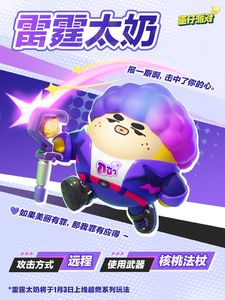 蛋仔派对
雷霆太奶
抿一斯胸，击中了你的心。
如果美丽有罪，那我罪有应得～
攻击方式 远程 使用武器 核桃法杖
*雷霆太奶将于1月3日上线超燃系列玩法